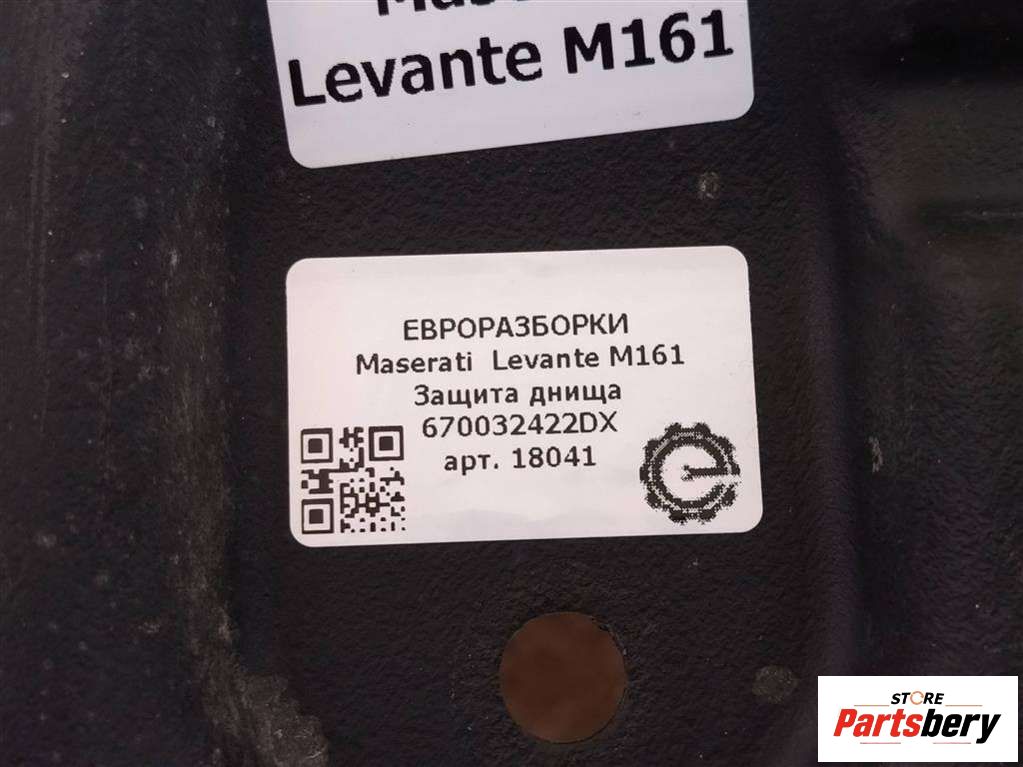 Levante M161
ЕВРОРАЗБОРКИ
Maserati Levante M161
Защита днища
670032422DX
арт. 18041
STORE
Partsbery